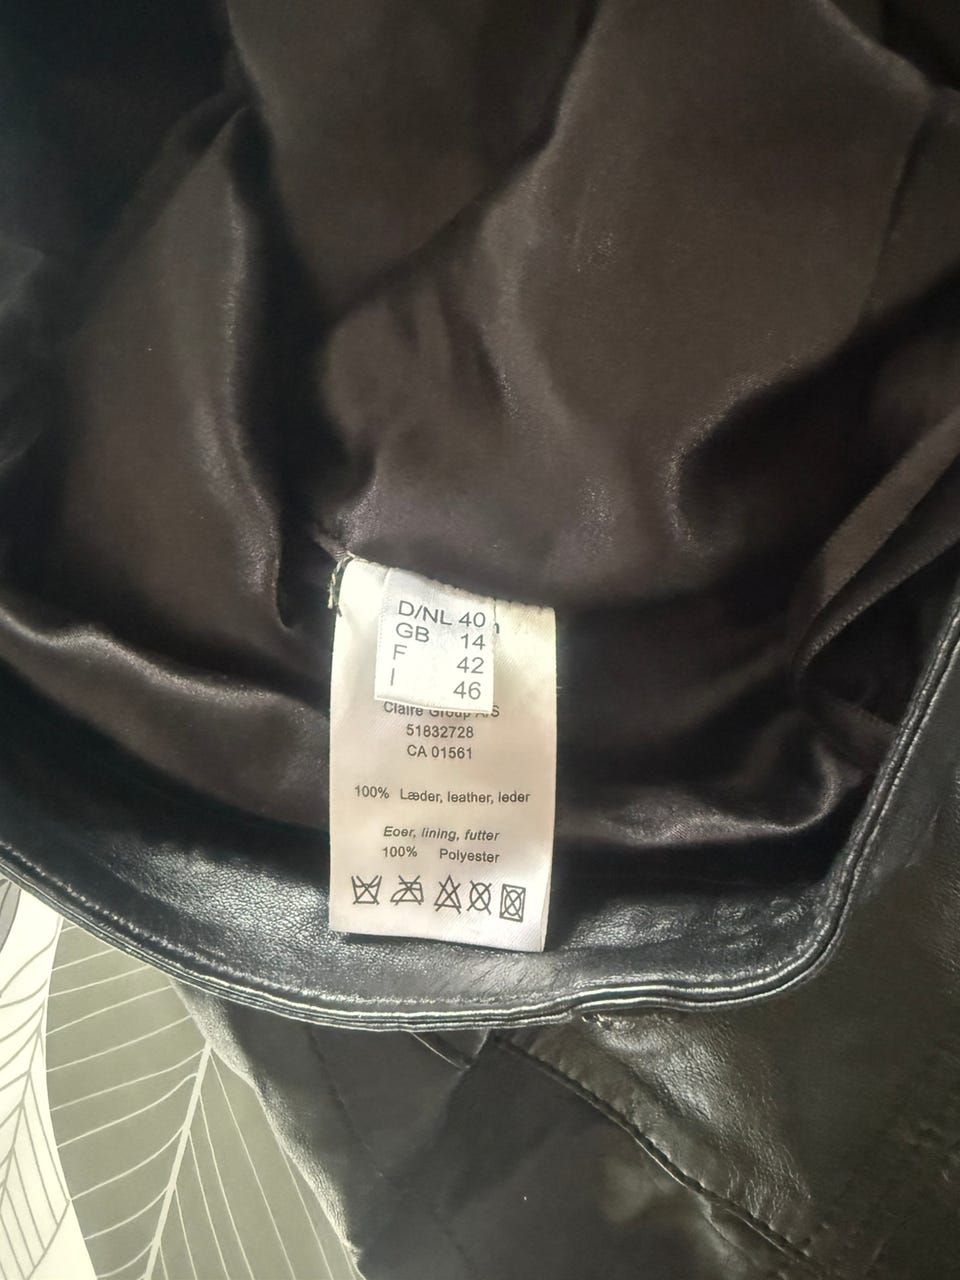 D/NL 40
GB 14
F 42
I 46
Claire Group A/S
51832728
CA 01561
100% Læder, leather, leder
Foer, lining, futter
100% Polyester